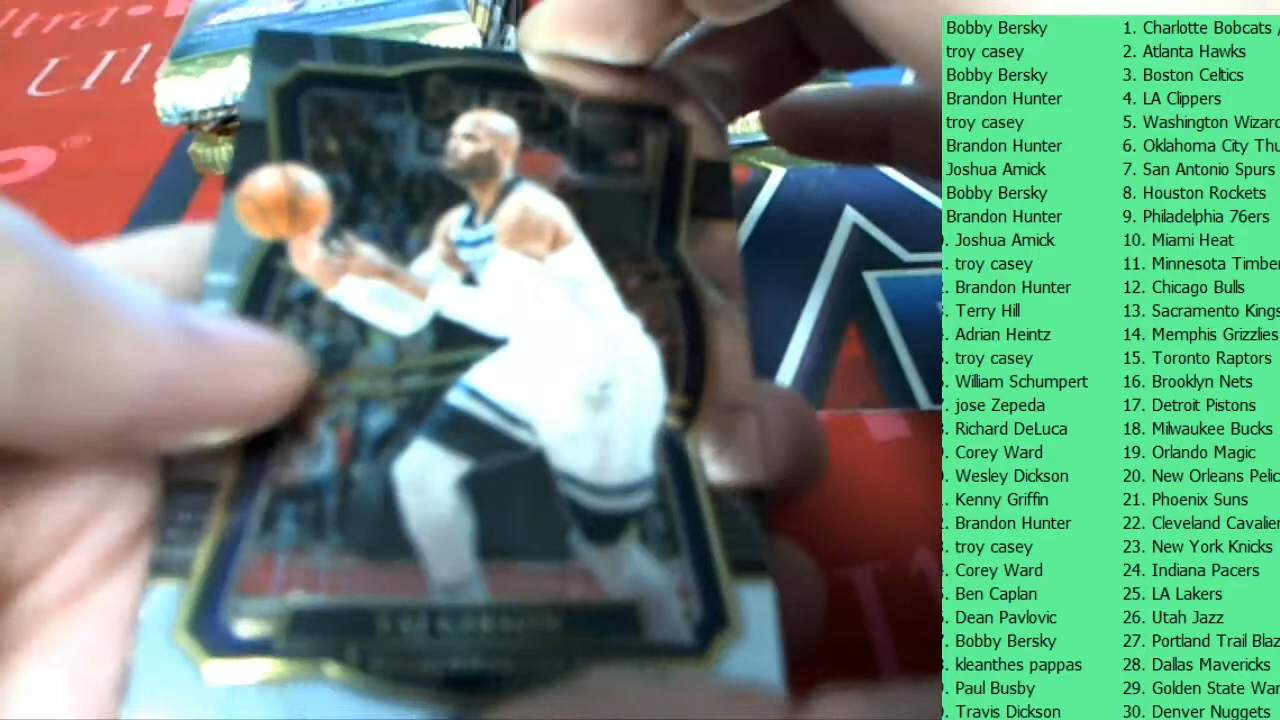 Bobby Bersky 1. Charlotte Bobcats /
troy casey 2. Atlanta Hawks
Bobby Bersky 3. Boston Celtics
Brandon Hunter 4. LA Clippers
troy casey 5. Washington Wizard
Brandon Hunter 6. Oklahoma City Thu
Joshua Amick 7. San Antonio Spurs
Bobby Bersky 8. Houston Rockets
Brandon Hunter 9. Philadelphia 76ers
. Joshua Amick 10. Miami Heat
. troy casey 11. Minnesota Timber
. Brandon Hunter 12. Chicago Bulls
. Terry Hill 13. Sacramento Kings
. Adrian Heintz 14. Memphis Grizzlies
. troy casey 15. Toronto Raptors
. William Schumpert 16. Brooklyn Nets
. jose Zepeda 17. Detroit Pistons
. Richard DeLuca 18. Milwaukee Bucks
. Corey Ward 19. Orlando Magic
. Wesley Dickson 20. New Orleans Pelic
. Kenny Griffin 21. Phoenix Suns
. Brandon Hunter 22. Cleveland Cavalier
. troy casey 23. New York Knicks
. Corey Ward 24. Indiana Pacers
. Ben Caplan 25. LA Lakers
. Dean Pavlovic 26. Utah Jazz
. Bobby Bersky 27. Portland Trail Blaz
. kleanthes pappas 28. Dallas Mavericks
. Paul Busby 29. Golden State War
. Travis Dickson 30. Denver Nuggets